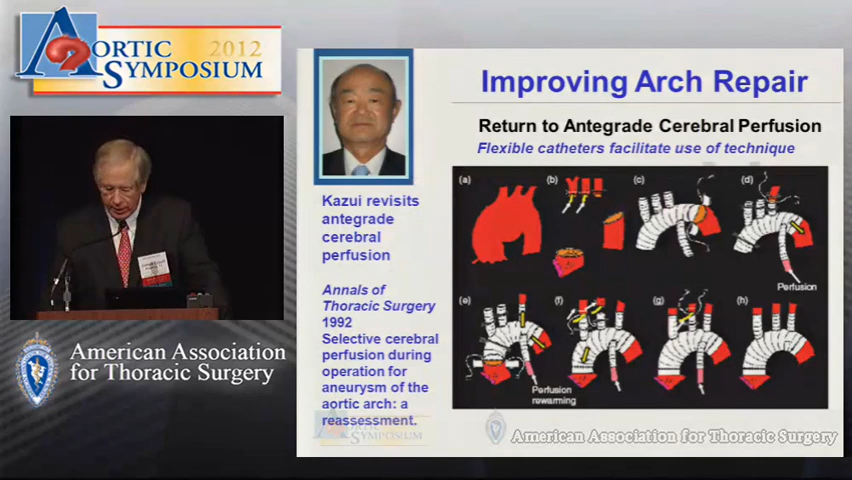 AORTIC
2012
SYMPOSIUM
American Association
for Thoracic Surgery
Improving Arch Repair
Return to Antegrade Cerebral Perfusion
Flexible catheters facilitate use of technique
Kazui revisits
antegrade
cerebral
perfusion
Annals of
Thoracic Surgery
1992
Selective cerebral
perfusion during
operation for
aneurysm of the
aortic arch: a
reassessment.
(a)
(b)
(c)
(d)
Perfusion
(e)
(f)
(g)
(h)
Perfusion
rewarming
AORTIC
SYMPOSIUM
American Association for Thoracic Surgery